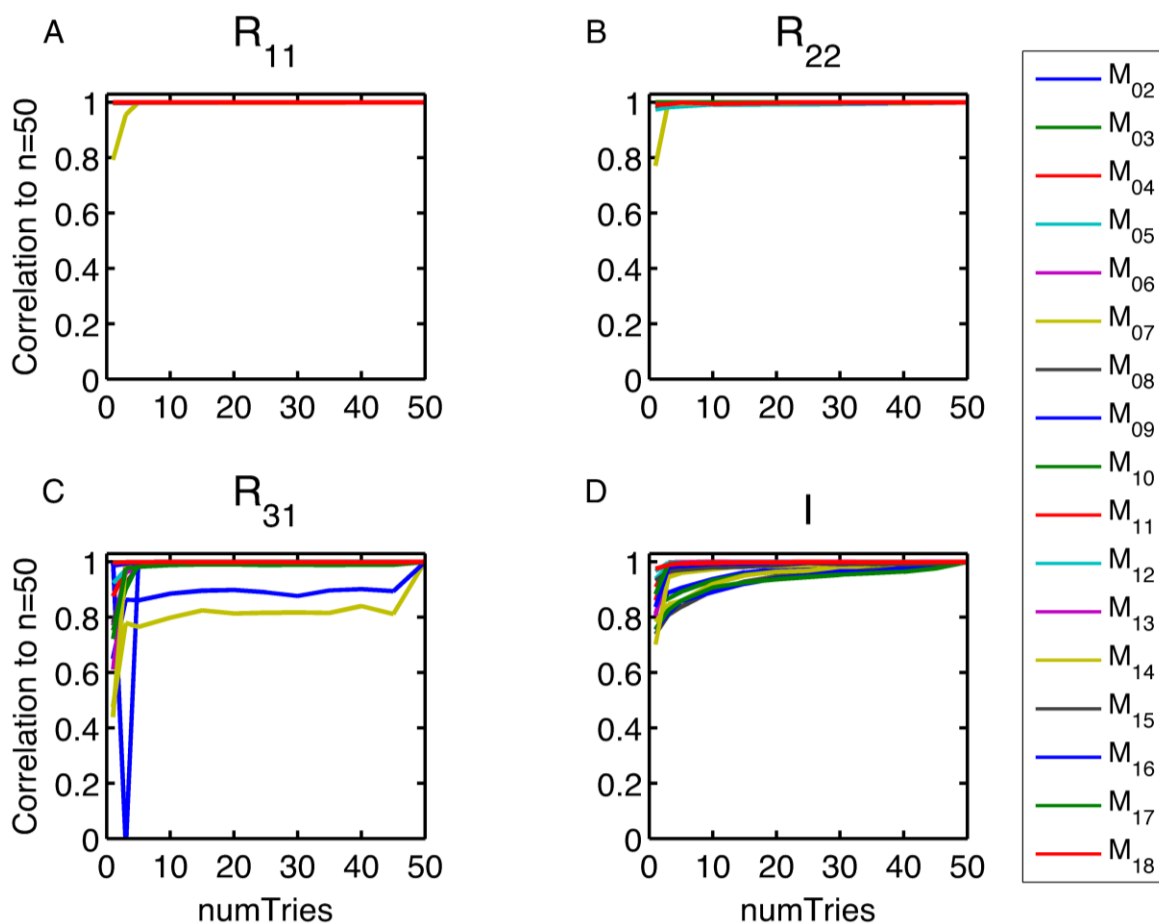 A
R11
Correlation to n=50
1
0.8
0.6
0.4
0.2
0
0 10 20 30 40 50
B
R22
1
0.8
0.6
0.4
0.2
0
0 10 20 30 40 50
C
R31
Correlation to n=50
1
0.8
0.6
0.4
0.2
0
0 10 20 30 40 50
numTries
D
I
1
0.8
0.6
0.4
0.2
0
0 10 20 30 40 50
numTries
M02
M03
M04
M05
M06
M07
M08
M09
M10
M11
M12
M13
M14
M15
M16
M17
M18